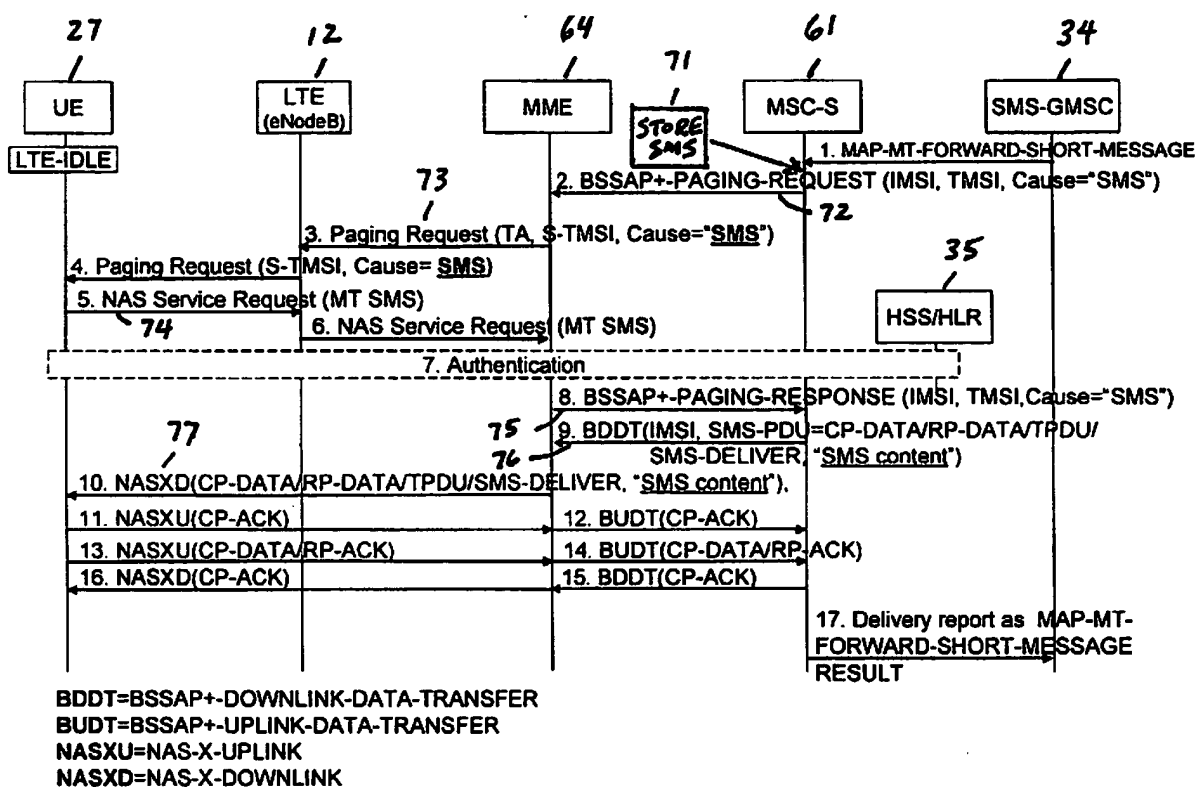 27
12
64
61
34
71
UE
LTE
(eNodeB)
MME
STORE
SMS
MSC-S
SMS-GMSC
LTE-IDLE
1. MAP-MT-FORWARD-SHORT-MESSAGE
2. BSSAP+-PAGING-REQUEST (IMSI, TMSI, Cause="SMS")
73
72
3. Paging Request (TA, S-TMSI, Cause="SMS")
35
4. Paging Request (S-TMSI, Cause= SMS)
5. NAS Service Request (MT SMS)
HSS/HLR
74
6. NAS Service Request (MT SMS)
7. Authentication
8. BSSAP+-PAGING-RESPONSE (IMSI, TMSI,Cause="SMS")
77
75
9. BDDT(IMSI, SMS-PDU=CP-DATA/RP-DATA/TPDU/
76
SMS-DELIVER, "SMS content")
10. NASXD(CP-DATA/RP-DATA/TPDU/SMS-DELIVER, "SMS content"),
11. NASXU(CP-ACK)
12. BUDT(CP-ACK)
13. NASXU(CP-DATA/RP-ACK)
14. BUDT(CP-DATA/RP-ACK)
16. NASXD(CP-ACK)
15. BDDT(CP-ACK)
17. Delivery report as MAP-MT-
FORWARD-SHORT-MESSAGE
RESULT
BDDT=BSSAP+-DOWNLINK-DATA-TRANSFER
BUDT=BSSAP+-UPLINK-DATA-TRANSFER
NASXU=NAS-X-UPLINK
NASXD=NAS-X-DOWNLINK